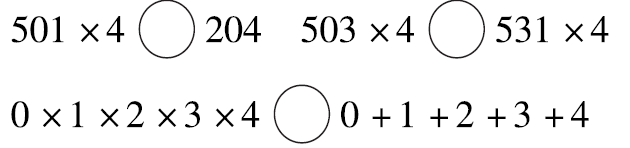 501 × 4 ◯ 204 503 × 4 ◯ 531 × 4
0 × 1 × 2 × 3 × 4 ◯ 0 + 1 + 2 + 3 + 4